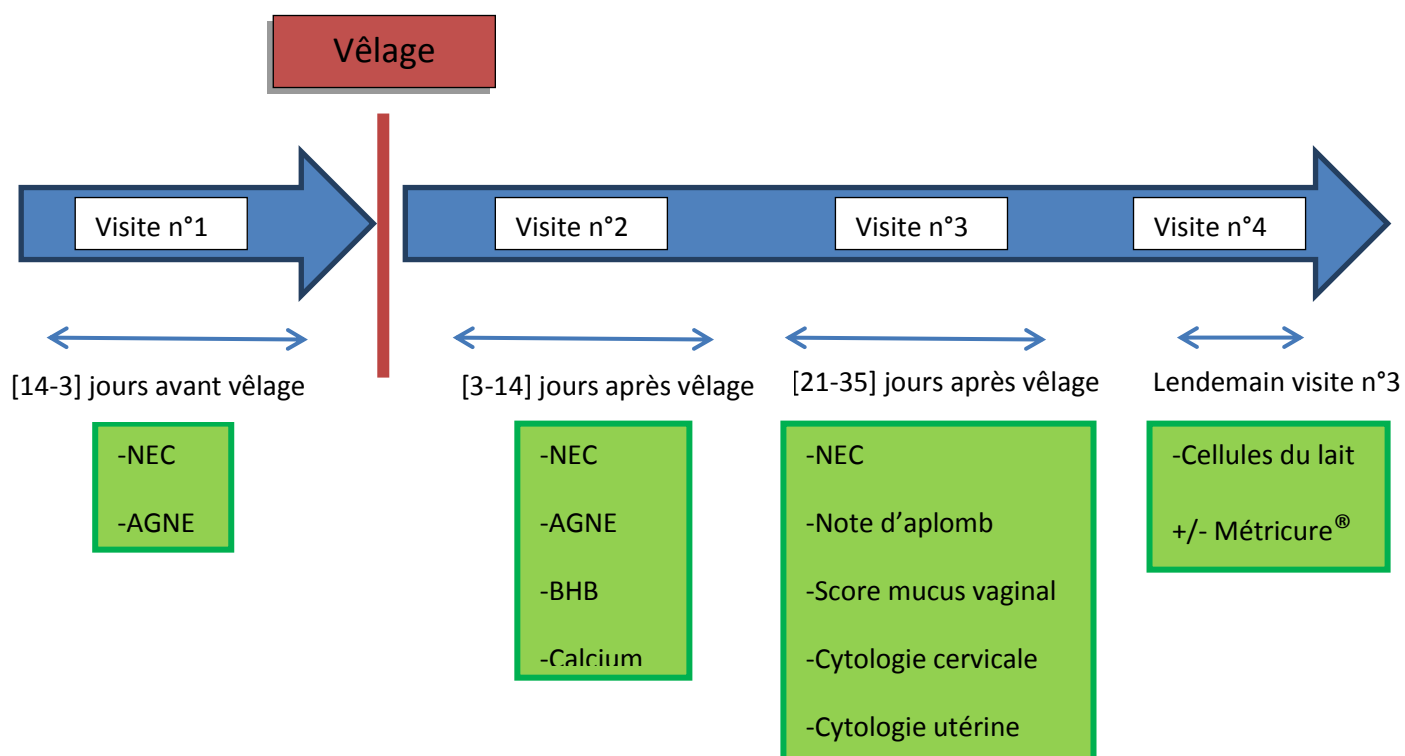 Vêlage
Visite n°1
Visite n°2
Visite n°3
Visite n°4
[14-3] jours avant vêlage
[3-14] jours après vêlage
[21-35] jours après vêlage
Lendemain visite n°3
-NEC
-AGNE
-NEC
-AGNE
-BHB
-Calcium
-NEC
-Note d’aplomb
-Score mucus vaginal
-Cytologie cervicale
-Cytologie utérine
-Cellules du lait
+/- Métricure®